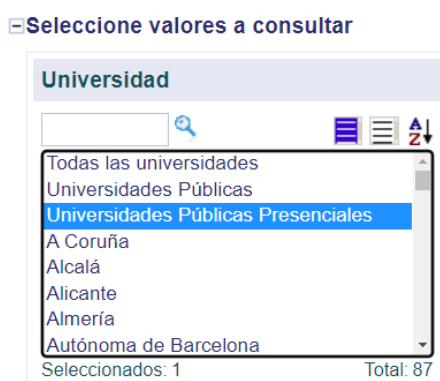 Seleccione valores a consultar
Universidad
Todas las universidades
Universidades Públicas
Universidades Públicas Presenciales
A Coruña
Alcalá
Alicante
Almería
Autónoma de Barcelona
Seleccionados: 1 Total: 87